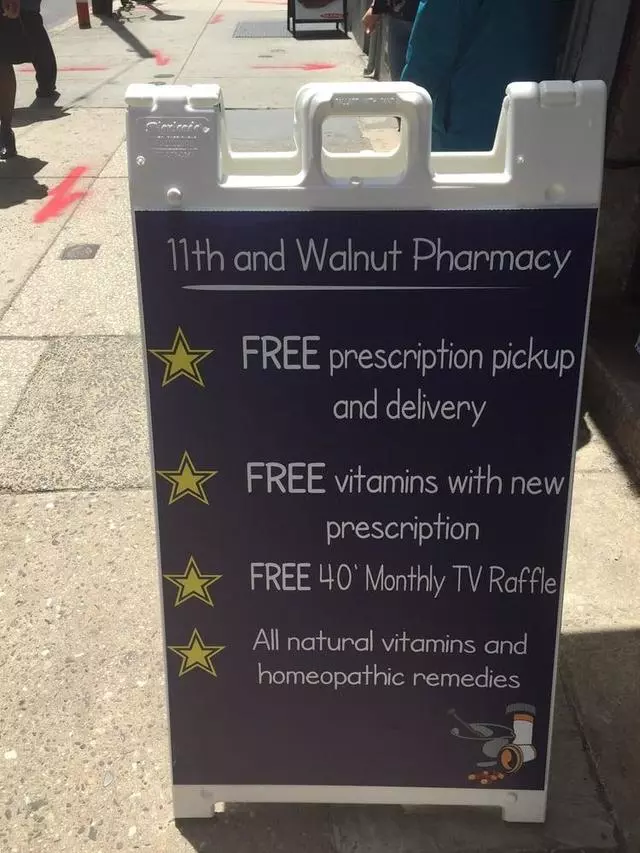 11th and Walnut Pharmacy
FREE prescription pickup
and delivery
FREE vitamins with new
prescription
FREE 40' Monthly TV Raffle
All natural vitamins and
homeopathic remedies